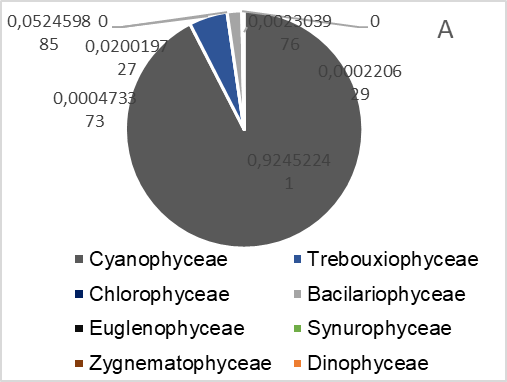 0,0524598
85
0
0,0200197
27
0,0004733
73
0,0023039
76
0
0,0002206
29
0,9245224
1
A
Cyanophyceae
Trebouxiophyceae
Chlorophyceae
Bacilariophyceae
Euglenophyceae
Synurophyceae
Zygnematophyceae
Dinophyceae